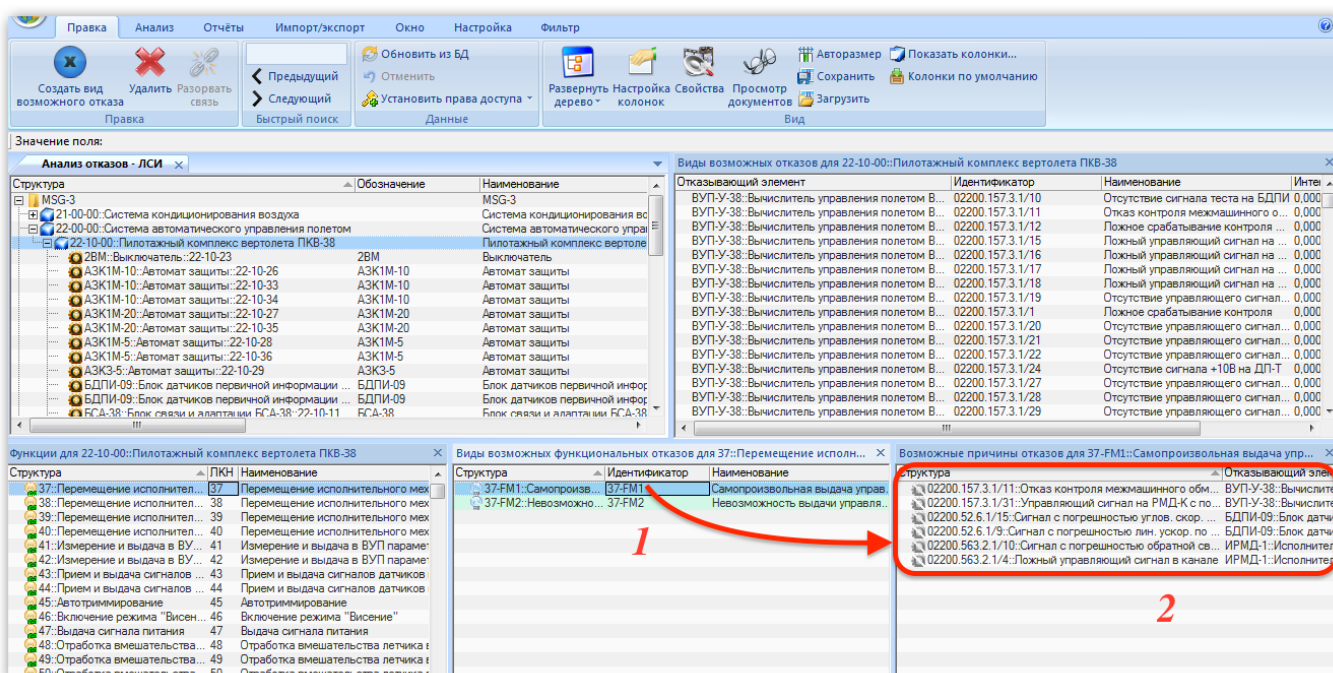 Правка Анализ Отчёты Импорт/экспорт Окно Настройка Фильтр
Создать вид возможного отказа
Удалить
Разорвать связь
Правка
Предыдущий
Следующий
Быстрый поиск
Обновить из БД
Отменить
Установить права доступа
Данные
Развернуть дерево
Настройка колонок
Свойства
Просмотр документов
Авторазмер
Сохранить
Загрузить
Показать колонки...
Колонки по умолчанию
Вид
Значение поля:
Анализ отказов - ЛСИ
Структура Обозначение Наименование
MSG-3 MSG-3
21-00-00::Система кондиционирования воздуха Система кондиционирования вс
22-00-00::Система автоматического управления полетом Система автоматического упра
22-10-00::Пилотажный комплекс вертолета ПКВ-38 Пилотажный комплекс вертоле
2ВМ::Выключатель::22-10-23 2ВМ Выключатель
АЗК1М-10::Автомат защиты::22-10-26 АЗК1М-10 Автомат защиты
АЗК1М-10::Автомат защиты::22-10-33 АЗК1М-10 Автомат защиты
АЗК1М-10::Автомат защиты::22-10-34 АЗК1М-10 Автомат защиты
АЗК1М-20::Автомат защиты::22-10-27 АЗК1М-20 Автомат защиты
АЗК1М-20::Автомат защиты::22-10-35 АЗК1М-20 Автомат защиты
АЗК1М-5::Автомат защиты::22-10-28 АЗК1М-5 Автомат защиты
АЗК1М-5::Автомат защиты::22-10-36 АЗК1М-5 Автомат защиты
АЗК3-5::Автомат защиты::22-10-29 АЗК3-5 Автомат защиты
БДПИ-09::Блок датчиков первичной информации ... БДПИ-09 Блок датчиков первичной инфор
БДПИ-09::Блок датчиков первичной информации ... БДПИ-09 Блок датчиков первичной инфор
БСА-38::Блок связи и адаптации БСА-38::22-10-11 БСА-38 Блок связи и адаптации БСА-38
Виды возможных отказов для 22-10-00::Пилотажный комплекс вертолета ПКВ-38
Отказывающий элемент Идентификатор Наименование Инте
ВУП-У-38::Вычислитель управления полетом В... 02200.157.3.1/10 Отсутствие сигнала теста на БДПИ 0,000
ВУП-У-38::Вычислитель управления полетом В... 02200.157.3.1/11 Отказ контроля межмашинного о... 0,000
ВУП-У-38::Вычислитель управления полетом В... 02200.157.3.1/12 Ложное срабатывание контроля ... 0,000
ВУП-У-38::Вычислитель управления полетом В... 02200.157.3.1/15 Ложный управляющий сигнал на ... 0,000
ВУП-У-38::Вычислитель управления полетом В... 02200.157.3.1/16 Ложный управляющий сигнал на ... 0,000
ВУП-У-38::Вычислитель управления полетом В... 02200.157.3.1/17 Ложный управляющий сигнал на ... 0,000
ВУП-У-38::Вычислитель управления полетом В... 02200.157.3.1/18 Ложный управляющий сигнал на ... 0,000
ВУП-У-38::Вычислитель управления полетом В... 02200.157.3.1/19 Отсутствие управляющего сигнал... 0,000
ВУП-У-38::Вычислитель управления полетом В... 02200.157.3.1/1 Ложное срабатывание контроля 0,000
ВУП-У-38::Вычислитель управления полетом В... 02200.157.3.1/20 Отсутствие управляющего сигнал... 0,000
ВУП-У-38::Вычислитель управления полетом В... 02200.157.3.1/21 Отсутствие управляющего сигнал... 0,000
ВУП-У-38::Вычислитель управления полетом В... 02200.157.3.1/22 Отсутствие управляющего сигнал... 0,000
ВУП-У-38::Вычислитель управления полетом В... 02200.157.3.1/24 Отсутствие сигнала +10В на ДП-Т 0,000
ВУП-У-38::Вычислитель управления полетом В... 02200.157.3.1/27 Отсутствие управляющего сигнал... 0,000
ВУП-У-38::Вычислитель управления полетом В... 02200.157.3.1/28 Отсутствие управляющего сигнал... 0,000
ВУП-У-38::Вычислитель управления полетом В... 02200.157.3.1/29 Отсутствие управляющего сигнал... 0,000
Функции для 22-10-00::Пилотажный комплекс вертолета ПКВ-38
Структура ЛКН Наименование
37::Перемещение исполнител... 37 Перемещение исполнительного мех
38::Перемещение исполнител... 38 Перемещение исполнительного мех
39::Перемещение исполнител... 39 Перемещение исполнительного мех
40::Перемещение исполнител... 40 Перемещение исполнительного мех
41::Измерение и выдача в ВУ... 41 Измерение и выдача в ВУП парамет
42::Измерение и выдача в ВУ... 42 Измерение и выдача в ВУП парамет
43::Прием и выдача сигналов ... 43 Прием и выдача сигналов датчиков
44::Прием и выдача сигналов ... 44 Прием и выдача сигналов датчиков
45::Автотриммирование 45 Автотриммирование
46::Включение режима "Висен... 46 Включение режима "Висение"
47::Выдача сигнала питания 47 Выдача сигнала питания
48::Отработка вмешательства... 48 Отработка вмешательства летчика в
49::Отработка вмешательства... 49 Отработка вмешательства летчика в
50::Отработка вмешательства... 50 Отработка вмешательства летчика
Виды возможных функциональных отказов для 37::Перемещение исполн...
Структура Идентификатор Наименование
37-FM1::Самопроизв... 37-FM1 Самопроизвольная выдача управ.
37-FM2::Невозможно... 37-FM2 Невозможность выдачи управля..
1
Возможные причины отказов для 37-FM1::Самопроизвольная выдача упр...
Структура Отказывающий элем
02200.157.3.1/11::Отказ контроля межмашинного обм... ВУП-У-38::Вычислите
02200.157.3.1/31::Управляющий сигнал на РМД-К с по... ВУП-У-38::Вычислите
02200.52.6.1/15::Сигнал с погрешностью углов. скор. ... БДПИ-09::Блок датчи
02200.52.6.1/9::Сигнал с погрешностью лин. ускор. по ... БДПИ-09::Блок датчи
02200.563.2.1/10::Сигнал с погрешностью обратной св... ИРМД-1::Исполнител
02200.563.2.1/4::Ложный управляющий сигнал в канале ИРМД-1::Исполнител
2